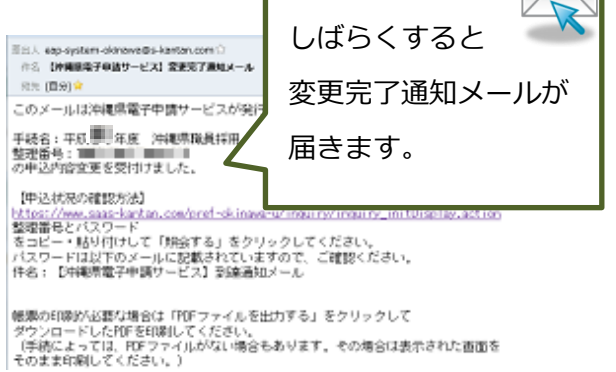 しばらくすると
変更完了通知メールが
届きます。
差出人 eap-system-okinawa@s-kantan.com
件名 【沖縄県電子申請サービス】変更完了通知メール
宛先 (自分)
このメールは沖縄県電子申請サービスが発行
手続名：平成 年度 沖縄県職員採用
整理番号：
の申込内容変更を受付けました。
【申込状況の確認方法】
https://www.saas-kantan.com/pref-okinawa-u/inquiry/inquiry_initDisplay.action
整理番号とパスワード
をコピー・貼り付けして「照会する」をクリックしてください。
パスワードは以下のメールに記載されていますので、ご確認ください。
件名：【沖縄県電子申請サービス】到達通知メール
帳票の印刷が必要な場合は「PDFファイルを出力する」をクリックして
ダウンロードしたPDFを印刷してください。
（手続によっては、PDFファイルがない場合もあります。その場合は表示された画面を
そのまま印刷してください。）